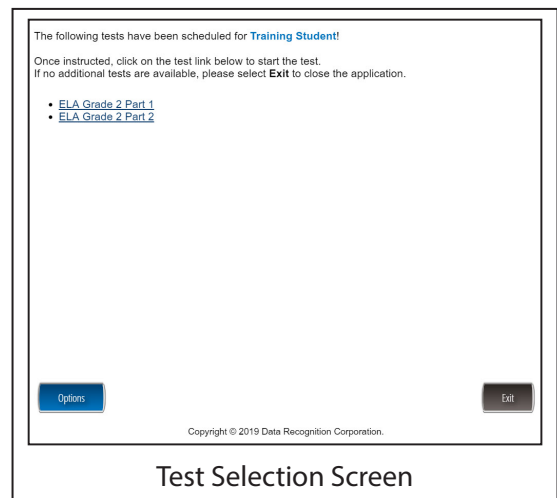 The following tests have been scheduled for Training Student!
Once instructed, click on the test link below to start the test.
If no additional tests are available, please select Exit to close the application.
• ELA Grade 2 Part 1
• ELA Grade 2 Part 2
Options
Exit
Copyright © 2019 Data Recognition Corporation.
Test Selection Screen